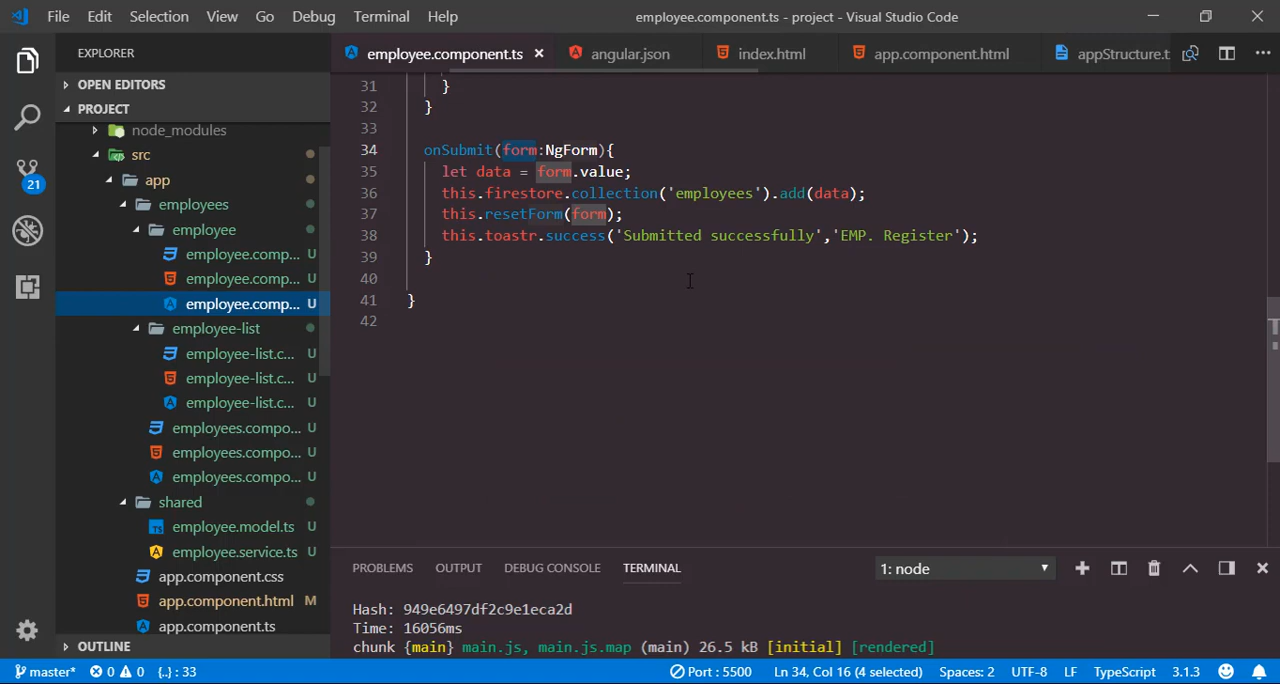 File Edit Selection View Go Debug Terminal Help employee.component.ts - project - Visual Studio Code
EXPLORER
employee.component.ts angular.json index.html app.component.html appStructure.t
OPEN EDITORS
PROJECT
node_modules
src
app
employees
employee
employee.comp... U
employee.comp... U
employee.comp... U
employee-list
employee-list.c... U
employee-list.c... U
employee-list.c... U
employees.compo... U
employees.compo... U
employees.compo... U
shared
employee.model.ts U
employee.service.ts U
app.component.css
app.component.html M
app.component.ts
OUTLINE
21
31 }
32 }
33
34 onSubmit(form:NgForm){
35 let data = form.value;
36 this.firestore.collection('employees').add(data);
37 this.resetForm(form);
38 this.toastr.success('Submitted successfully','EMP. Register');
39 }
40
41 }
42
PROBLEMS OUTPUT DEBUG CONSOLE TERMINAL 1: node
Hash: 949e6497df2c9e1eca2d
Time: 16056ms
chunk {main} main.js, main.js.map (main) 26.5 kB [initial] [rendered]
master* 0 0 {..} : 33 Port : 5500 Ln 34, Col 16 (4 selected) Spaces: 2 UTF-8 LF TypeScript 3.1.3